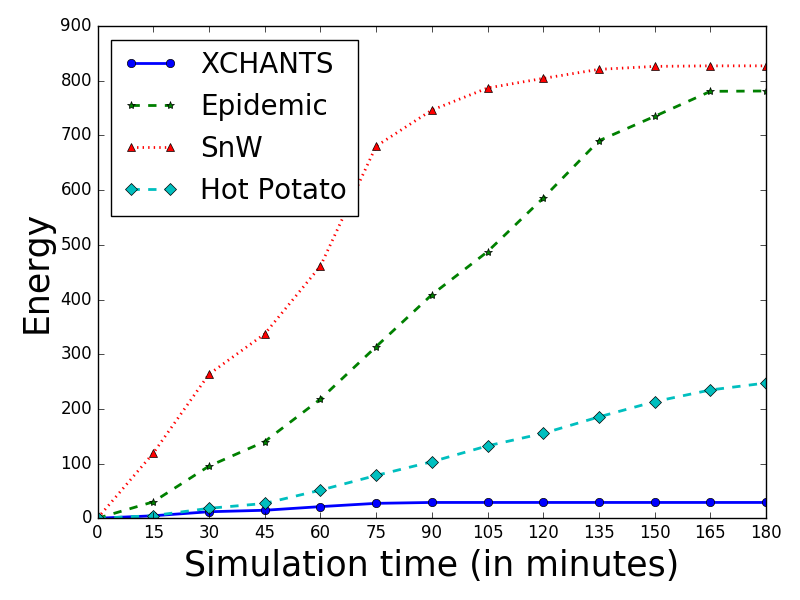 900
800
700
600
500
400
300
200
100
0
Energy
XCHANTS
Epidemic
SnW
Hot Potato
0 15 30 45 60 75 90 105 120 135 150 165 180
Simulation time (in minutes)